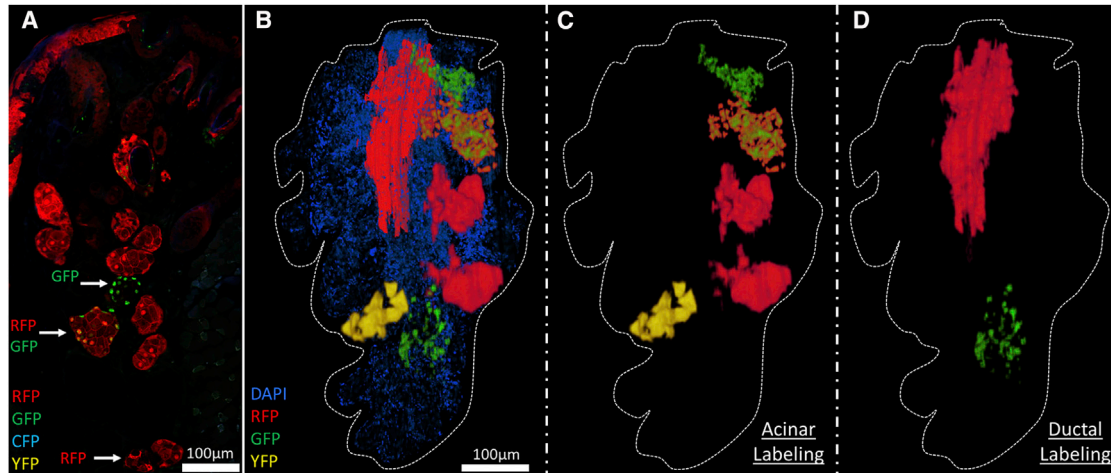 A
GFP
RFP
GFP
RFP
GFP
CFP
YFP
RFP
100μm
B
DAPI
RFP
GFP
YFP
100μm
C
Acinar
Labeling
D
Ductal
Labeling